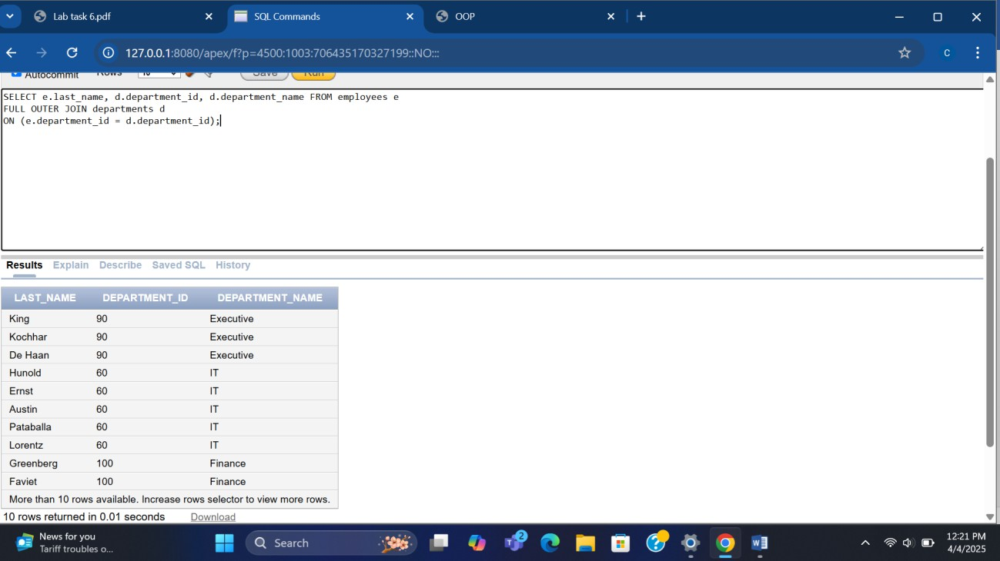 Lab task 6.pdf
SQL Commands
OOP
127.0.0.1:8080/apex/f?p=4500:1003:706435170327199::NO:::
C
Autocommit Rows 10 Save Run
SELECT e.last_name, d.department_id, d.department_name FROM employees e
FULL OUTER JOIN departments d
ON (e.department_id = d.department_id);
Results Explain Describe Saved SQL History
LAST_NAME DEPARTMENT_ID DEPARTMENT_NAME
King 90 Executive
Kochhar 90 Executive
De Haan 90 Executive
Hunold 60 IT
Ernst 60 IT
Austin 60 IT
Pataballa 60 IT
Lorentz 60 IT
Greenberg 100 Finance
Faviet 100 Finance
More than 10 rows available. Increase rows selector to view more rows.
10 rows returned in 0.01 seconds Download
News for you
Tariff troubles o...
Search
2
12:21 PM
4/4/2025